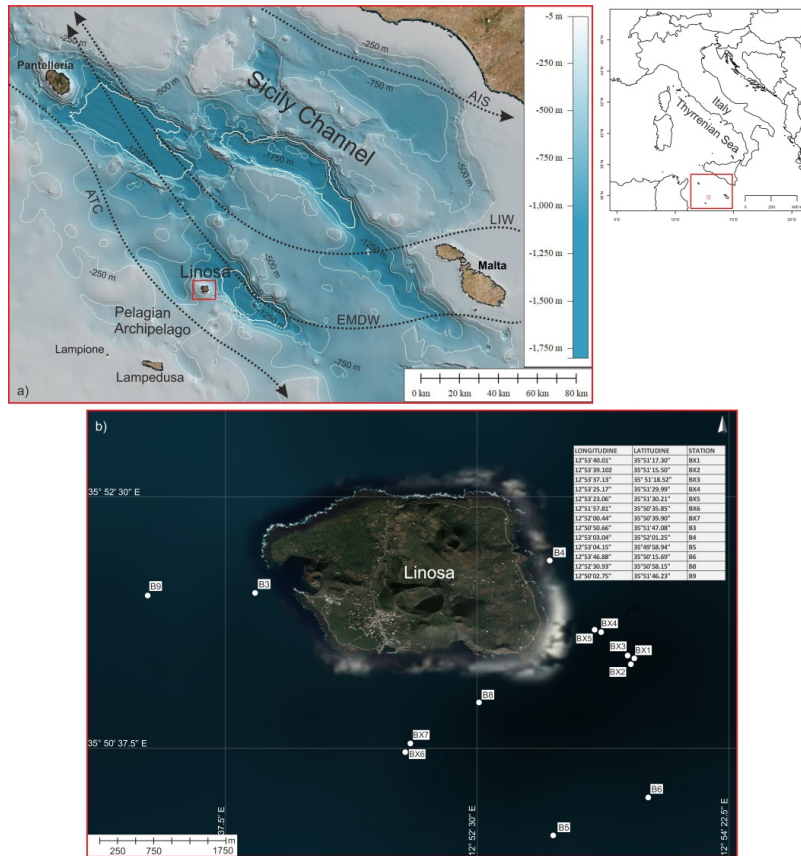 -250 m
Pantelleria
-500 m
-250 m
-750 m
Sicily Channel
AIS
-500 m
-1750 m
ATC
LIW
-250 m
Linosa
-500 m
Malta
-1250
EMDW
Pelagian
Archipelago
-750 m
Lampione
Lampedusa
a)
0 km 20 km 40 km 60 km 80 km
-5 m
-250 m
-500 m
-750 m
-1,000 m
-1,250 m
-1,500 m
-1,750 m
Italy
Thyrrenian Sea
5°E 10°E 15°E 20°E
0 200 400
b)
LONGITUDINE LATITUDINE STATION
12°53'40.01" 35°51'17.30" BX1
12°53'39.102 35°51'15.50" BX2
12°53'37.13" 35° 51'18.52" BX3
12°53'25.17" 35°51'29.99" BX4
12°53'23.06" 35°51'30.21" BX5
12°51'57.81" 35°50'35.85" BX6
12°52'00.44" 35°50'39.90" BX7
12°50'50.66" 35°51'47.08" B3
12°53'03.04" 35°52'01.25" B4
12°53'04.15" 35°49'58.94" B5
12°53'46.88" 35°50'15.69" B6
12°52'30.93" 35°50'58.15" B8
12°50'02.75" 35°51'46.23" B9
35° 52'30" E
B4
Linosa
B9
B3
BX4
BX5
BX3
BX1
BX2
B8
BX7
35° 50'37.5" E
BX6
B6
B5
37.5" E
12° 52'30" E
12° 54'22.5" E
250 750 1750 m